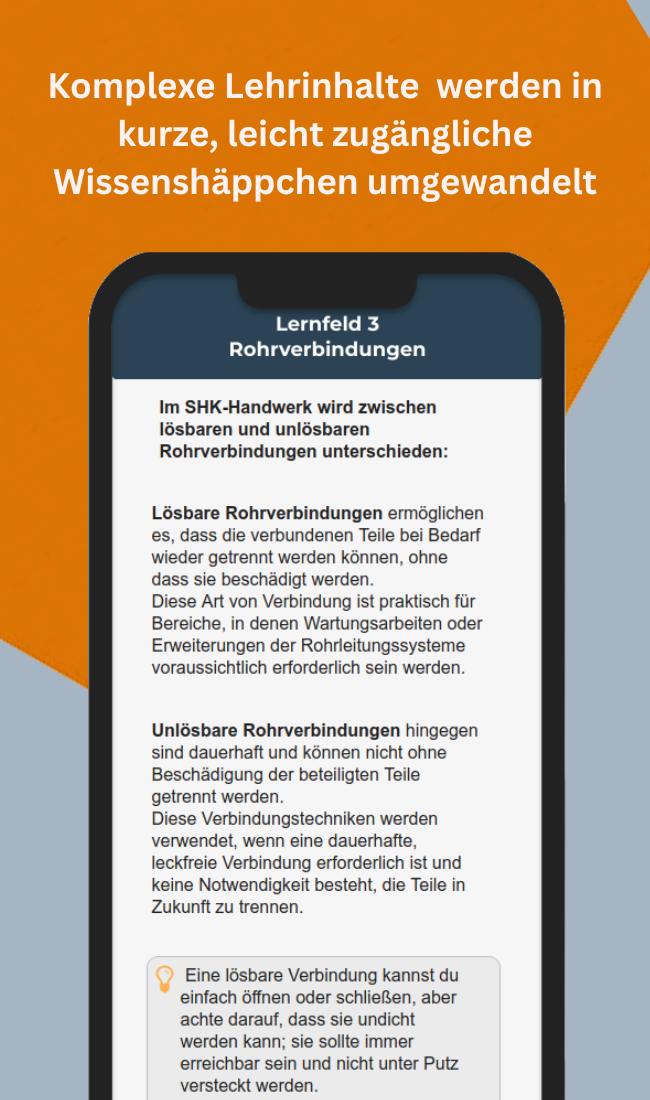 Komplexe Lehrinhalte  werden in
kurze, leicht zugängliche
Wissenshäppchen umgewandelt
Lernfeld 3
Rohrverbindungen
Im SHK-Handwerk wird zwischen
lösbaren und unlösbaren
Rohrverbindungen unterschieden:
Lösbare Rohrverbindungen ermöglichen
es, dass die verbundenen Teile bei Bedarf
wieder getrennt werden können, ohne
dass sie beschädigt werden.
Diese Art von Verbindung ist praktisch für
Bereiche, in denen Wartungsarbeiten oder
Erweiterungen der Rohrleitungssysteme
voraussichtlich erforderlich sein werden.
Unlösbare Rohrverbindungen hingegen
sind dauerhaft und können nicht ohne
Beschädigung der beteiligten Teile
getrennt werden.
Diese Verbindungstechniken werden
verwendet, wenn eine dauerhafte,
leckfreie Verbindung erforderlich ist und
keine Notwendigkeit besteht, die Teile in
Zukunft zu trennen.
Eine lösbare Verbindung kannst du
einfach öffnen oder schließen, aber
achte darauf, dass sie undicht
werden kann; sie sollte immer
erreichbar sein und nicht unter Putz
versteckt werden.